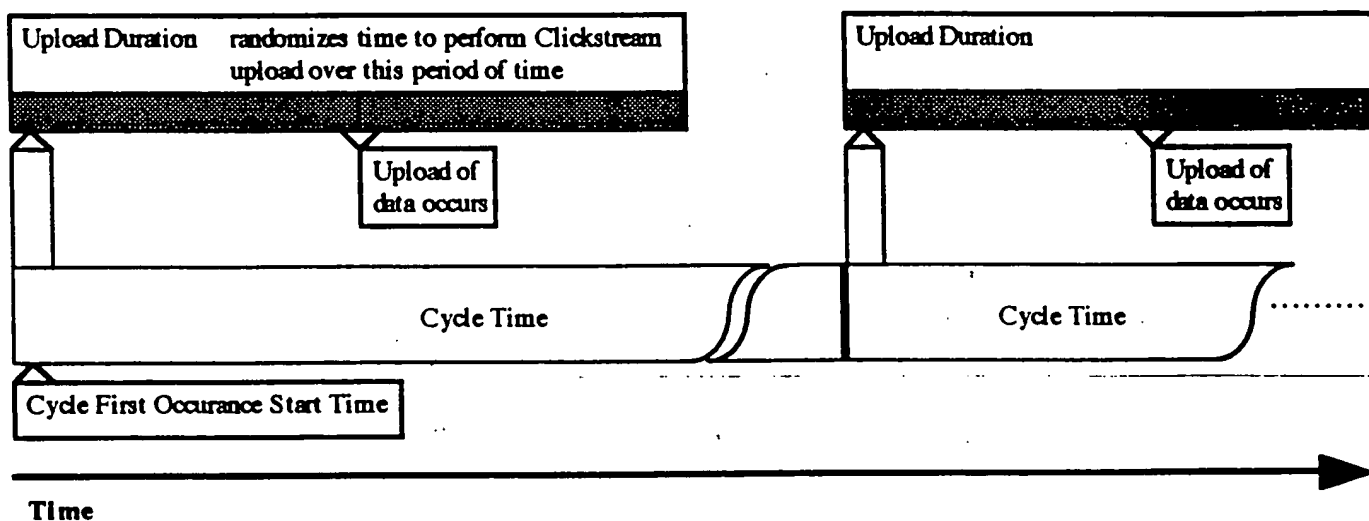 Upload Duration randomizes time to perform Clickstream
upload over this period of time
Upload Duration
Upload of
data occurs
Upload of
data occurs
Cycle Time
Cycle Time
Cycle First Occurance Start Time
Time